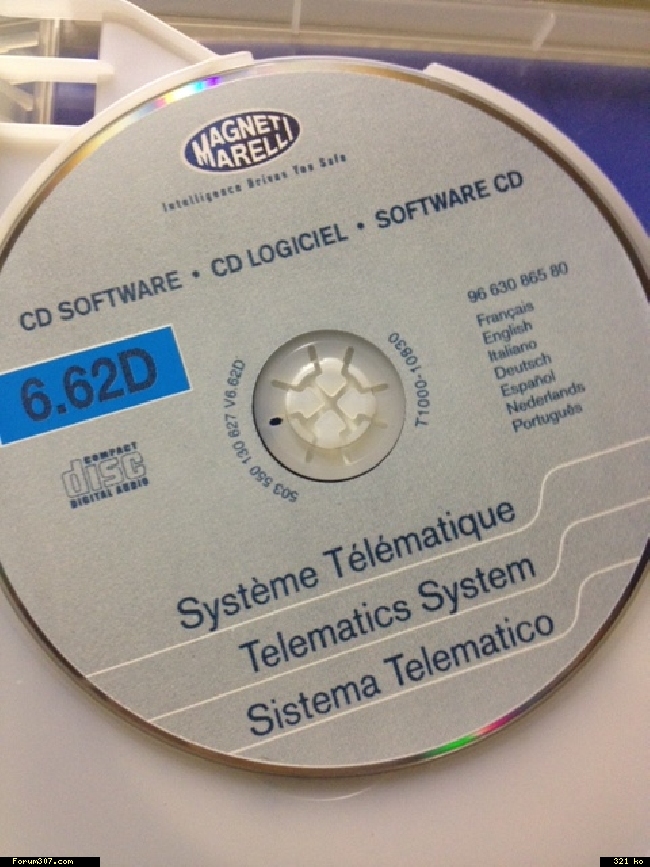 MAGNETI
MARELLI
Intelligence Drives You Safe
CD SOFTWARE • CD LOGICIEL • SOFTWARE CD
96 630 865 80
Français
English
Italiano
Deutsch
Español
Nederlands
Português
6.62D
503 550 130 627 V6.62D
T1000-10830
COMPACT
disc
DIGITAL AUDIO
Système Télématique
Telematics System
Sistema Telematico
Forum307.com
321 ko